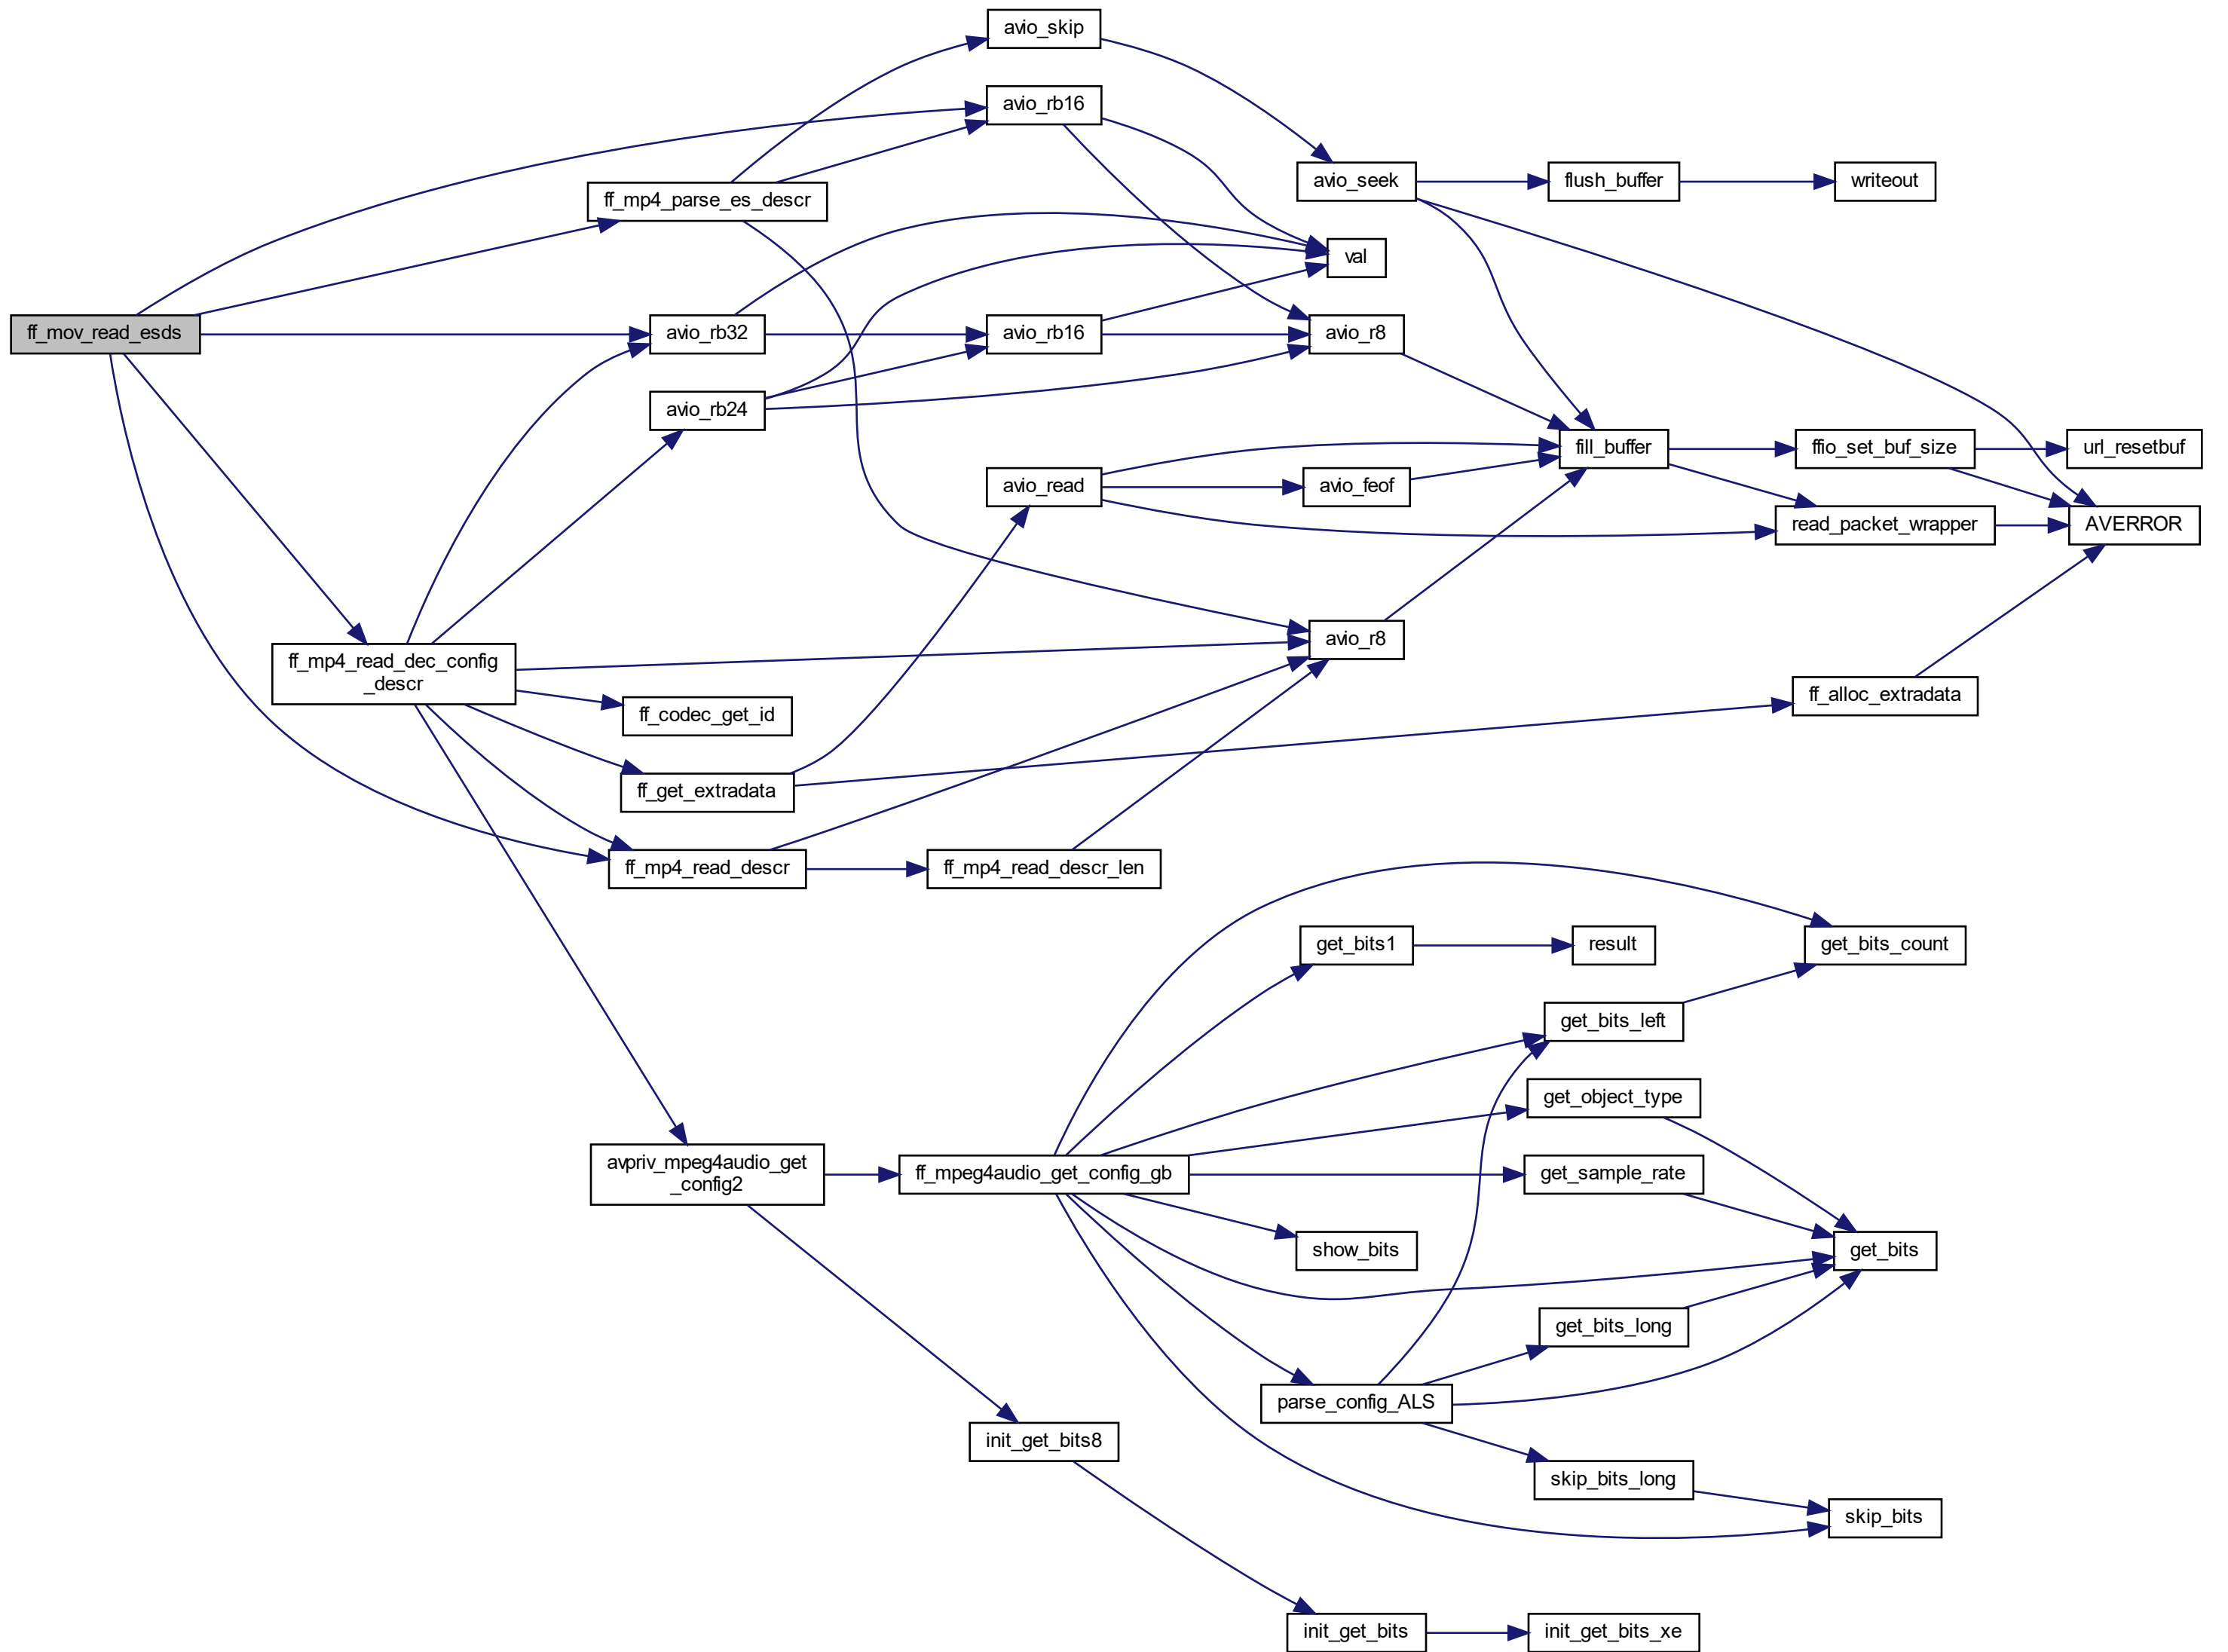 avio_skip
avio_rb16
avio_seek
flush_buffer
writeout
ff_mp4_parse_es_descr
val
ff_mov_read_esds
avio_rb32
avio_rb16
avio_r8
avio_rb24
fill_buffer
ffio_set_buf_size
url_resetbuf
avio_read
avio_feof
read_packet_wrapper
AVERROR
ff_mp4_read_dec_config
_descr
avio_r8
ff_codec_get_id
ff_alloc_extradata
ff_get_extradata
ff_mp4_read_descr
ff_mp4_read_descr_len
get_bits1
result
get_bits_count
get_bits_left
get_object_type
avpriv_mpeg4audio_get
_config2
ff_mpeg4audio_get_config_gb
get_sample_rate
show_bits
get_bits
get_bits_long
parse_config_ALS
init_get_bits8
skip_bits_long
skip_bits
init_get_bits
init_get_bits_xe